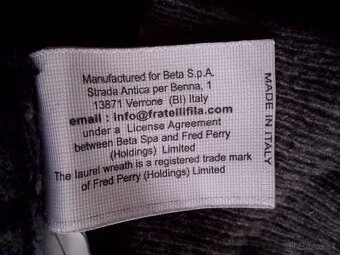 Manufactured for Beta S.p.A.
Strada Antica per Benna, 1
13871 Verrone (BI) Italy
email : info@fratellifila.com
under a License Agreement
between Beta Spa and Fred Perry
(Holdings) Limited
The laurel wreath is a registered trade mark
of Fred Perry (Holdings) Limited
MADE IN ITALY